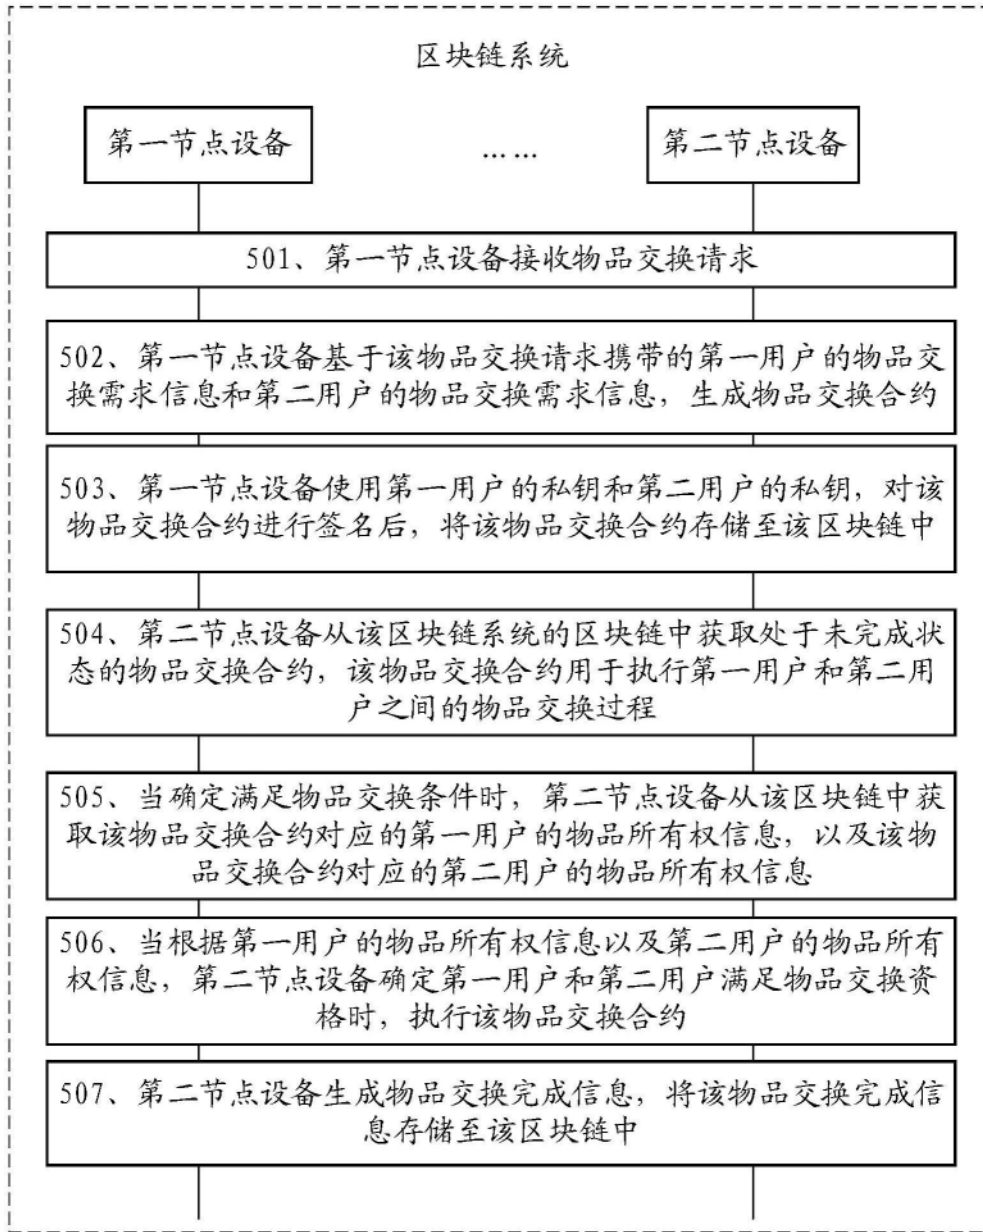 区块链系统
第一节点设备
... ...
第二节点设备
501、第一节点设备接收物品交换请求
502、第一节点设备基于该物品交换请求携带的第一用户的物品交
换需求信息和第二用户的物品交换需求信息，生成物品交换合约
503、第一节点设备使用第一用户的私钥和第二用户的私钥，对该
物品交换合约进行签名后，将该物品交换合约存储至该区块链中
504、第二节点设备从该区块链系统的区块链中获取处于未完成状
态的物品交换合约，该物品交换合约用于执行第一用户和第二用
户之间的物品交换过程
505、当确定满足物品交换条件时，第二节点设备从该区块链中获
取该物品交换合约对应的第一用户的物品所有权信息，以及该物
品交换合约对应的第二用户的物品所有权信息
506、当根据第一用户的物品所有权信息以及第二用户的物品所有
权信息，第二节点设备确定第一用户和第二用户满足物品交换资
格时，执行该物品交换合约
507、第二节点设备生成物品交换完成信息，将该物品交换完成信
息存储至该区块链中